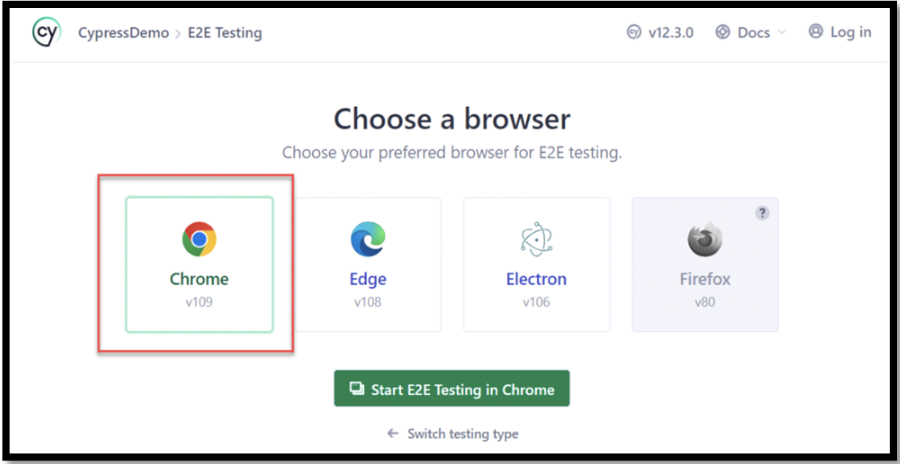 cy CypressDemo > E2E Testing cy v12.3.0 Docs Log in
Choose a browser
Choose your preferred browser for E2E testing.
?
Chrome Edge Electron Firefox
v109 v108 v106 v80
Start E2E Testing in Chrome
← Switch testing type